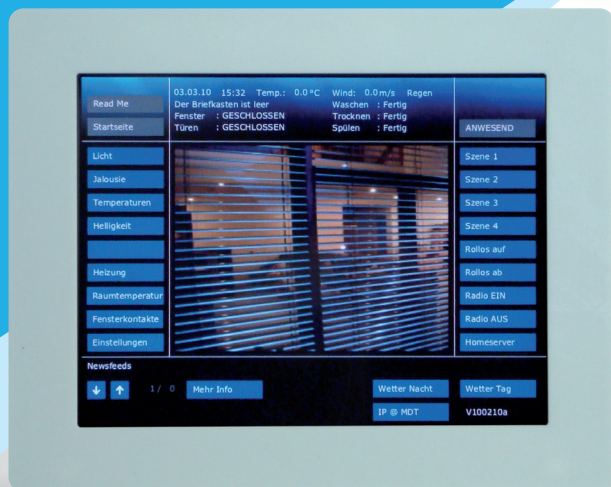 Read Me
Startseite
03.03.10 15:32 Temp.: 0.0 °C Wind: 0.0 m/s Regen
Der Briefkasten ist leer Waschen : Fertig
Fenster : GESCHLOSSEN Trocknen : Fertig
Türen : GESCHLOSSEN Spülen : Fertig
ANWESEND
Licht
Jalousie
Temperaturen
Helligkeit
Heizung
Raumtemperatur
Fensterkontakte
Einstellungen
Szene 1
Szene 2
Szene 3
Szene 4
Rollos auf
Rollos ab
Radio EIN
Radio AUS
Homeserver
Newsfeeds
1/ 0 Mehr Info Wetter Nacht Wetter Tag
IP @ MDT V100210a